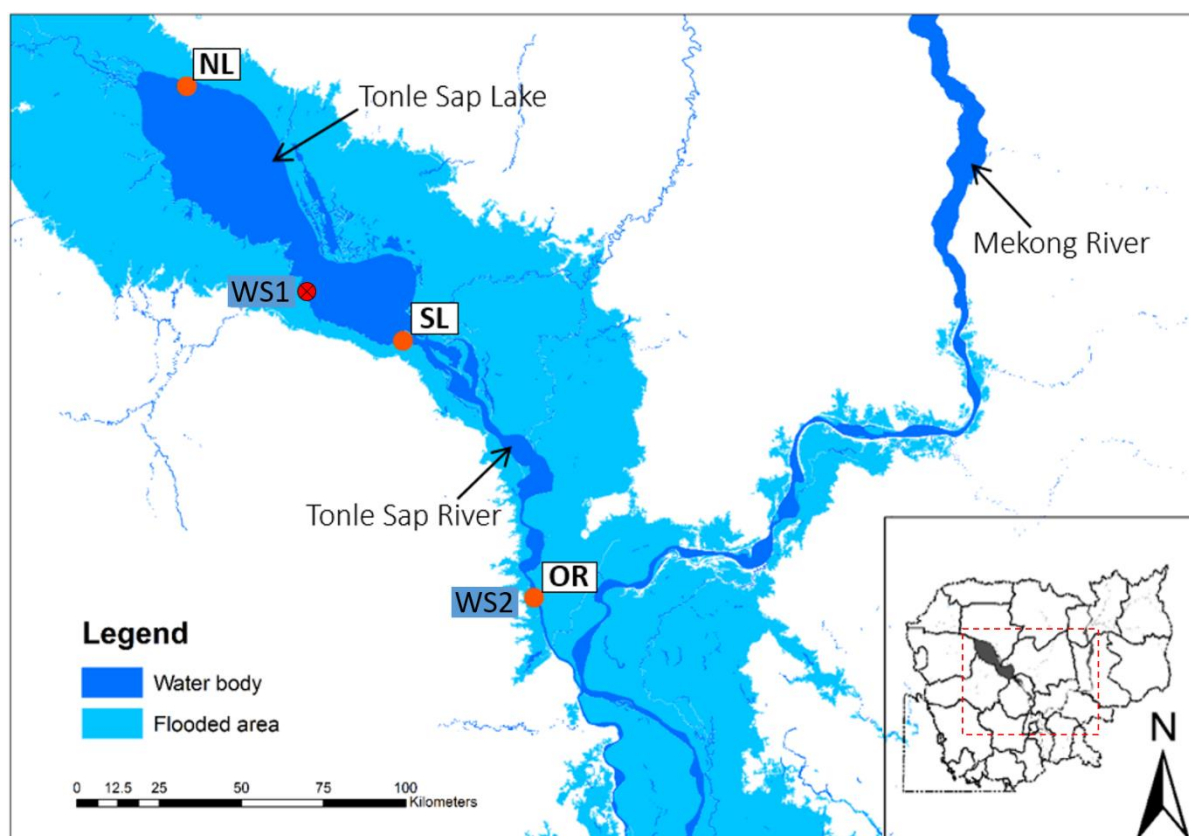 NL
Tonle Sap Lake
Mekong River
WS1
SL
Tonle Sap River
OR
WS2
Legend
Water body
Flooded area
0 12.5 25 50 75 100
Kilometers
N